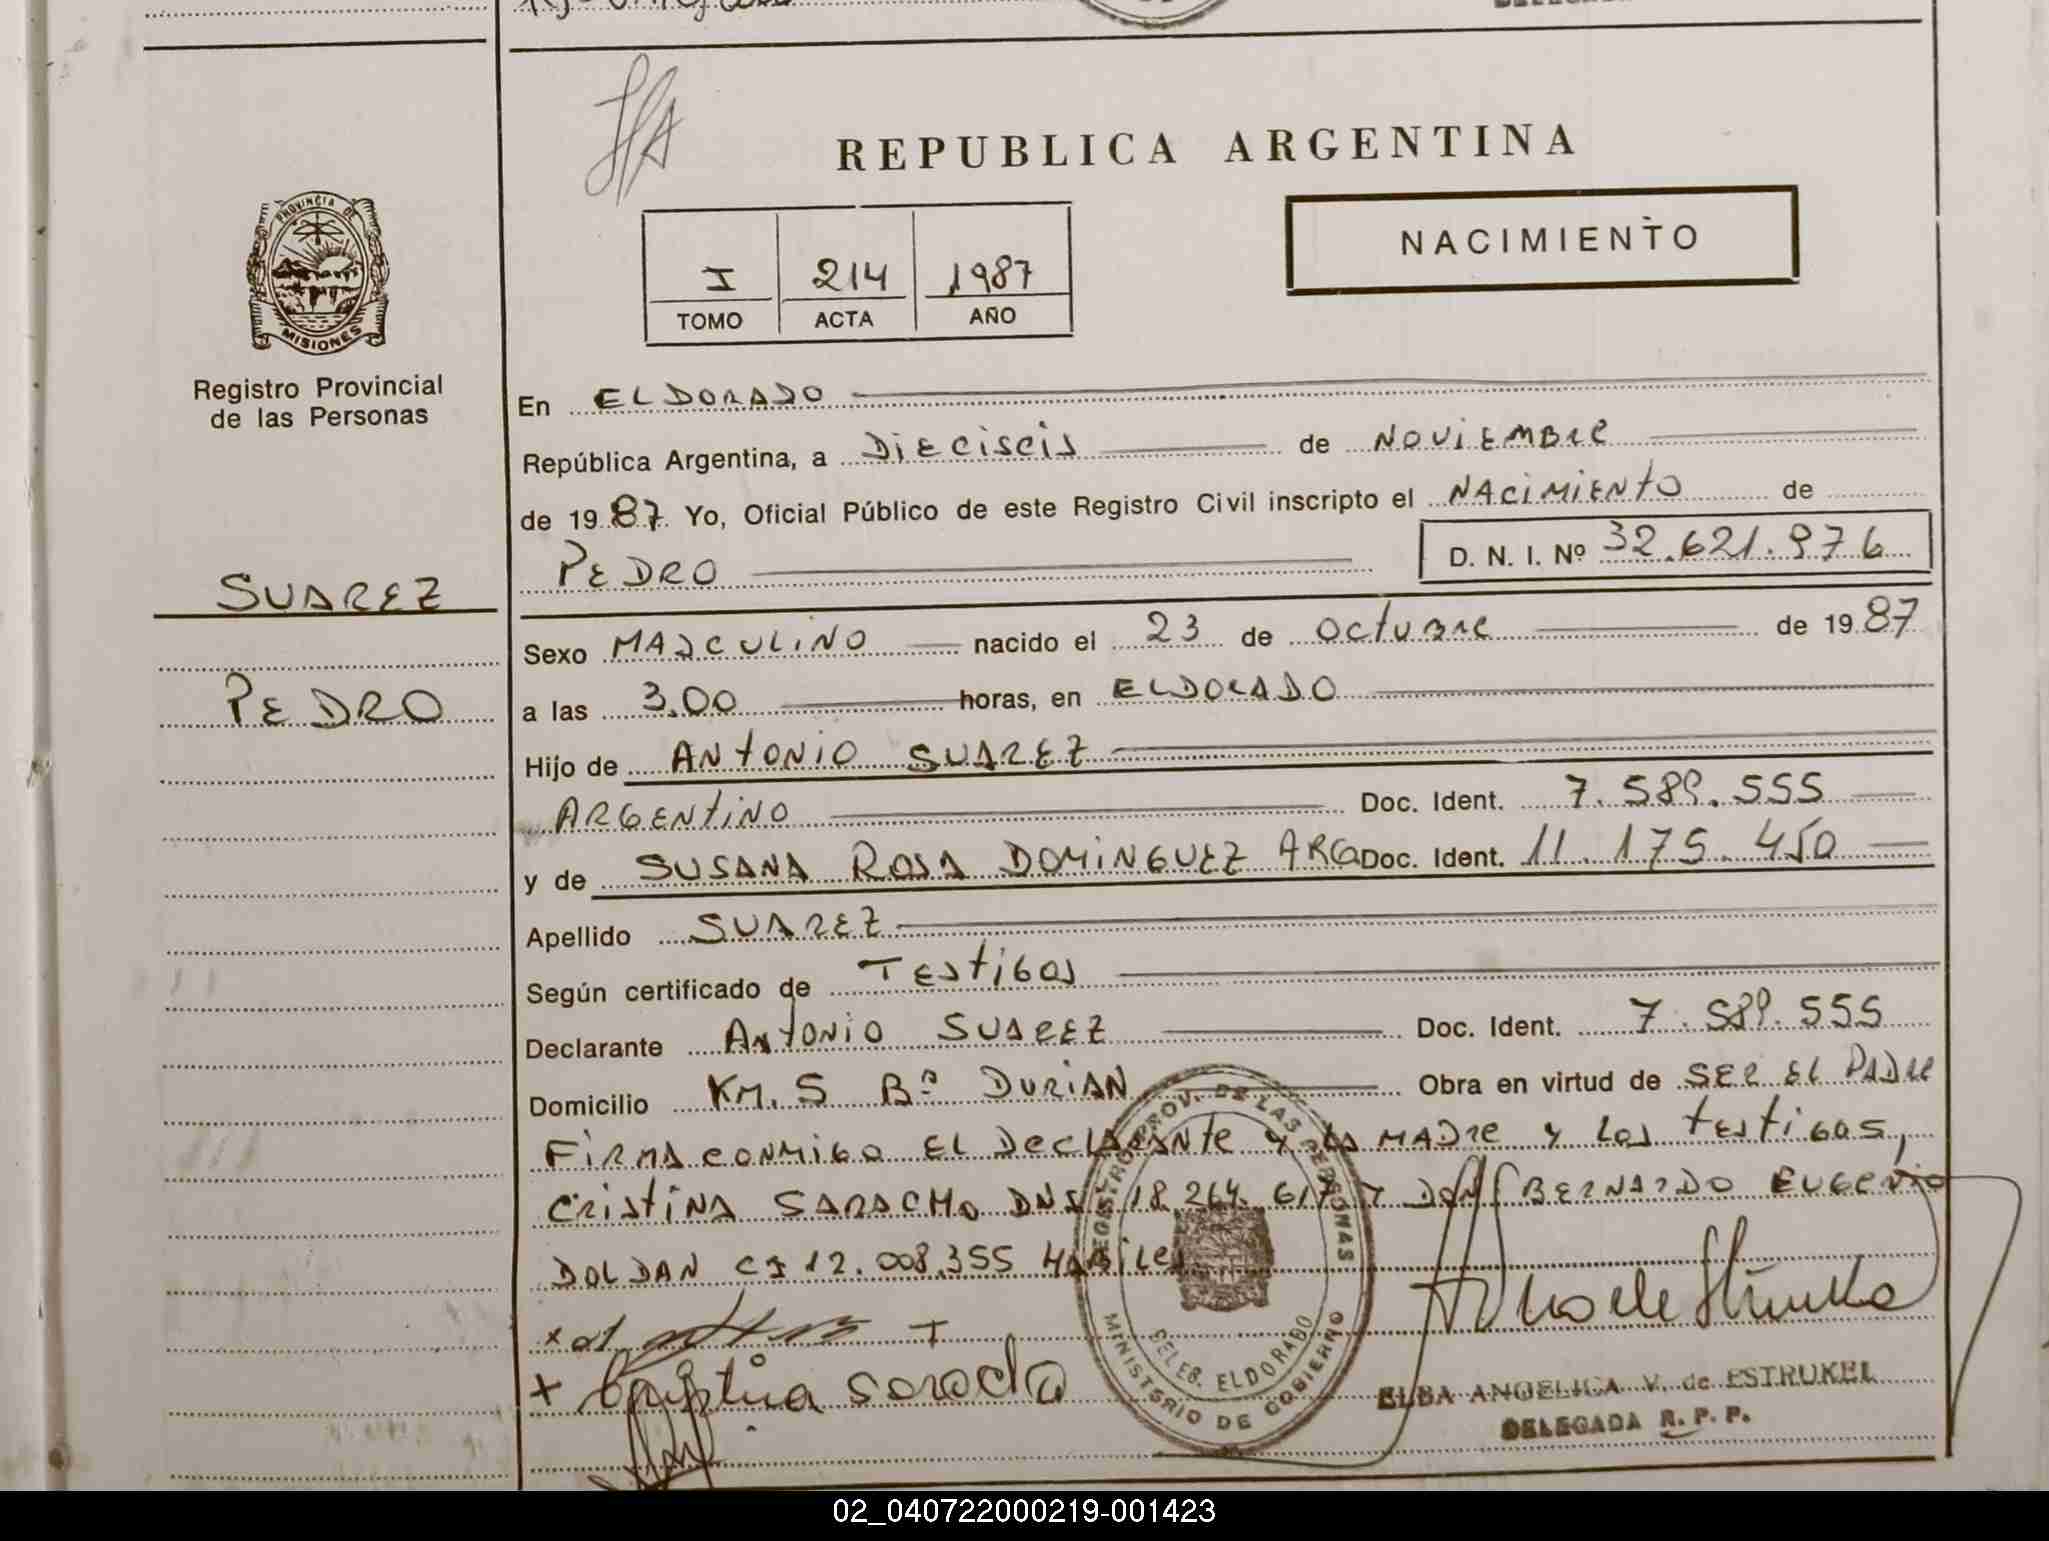 REPUBLICA ARGENTINA
NACIMIENTO
I 214 1987
TOMO ACTA AÑO
PROVINCIA DE
MISIONES
Registro Provincial
de las Personas
SUAREZ
PEDRO
En ELDORADO
República Argentina, a DIECISEIS de NOVIEMBRE
de 1987 Yo, Oficial Público de este Registro Civil inscripto el NACIMIENTO de
PEDRO D. N. I. Nº 32.621.976
Sexo MASCULINO nacido el 23 de OCTUBRE de 1987
a las 3,00 horas, en ELDORADO
Hijo de ANTONIO SUAREZ
ARGENTINO Doc. Ident. 7.589.555
y de SUSANA ROSA DOMINGUEZ ARG Doc. Ident. 11.175.450
Apellido SUAREZ
Según certificado de TESTIGOS
Declarante ANTONIO SUAREZ Doc. Ident. 7.589.555
Domicilio KM. 5 Bº DURIAN Obra en virtud de SER EL PADRE
FIRMA CONMIGO EL DECLARANTE Y LA MADRE Y LOS TESTIGOS,
CRISTINA SARACHO DNI 18.264.617 Y DON BERNARDO EUGENIO
DOLDAN CI 12.008.355 HABILES
REGISTRO PROV. DE LAS PERSONAS
DELEG. ELDORADO
MINISTERIO DE GOBIERNO
+ Cristina Saracho
ELBA ANGELICA V. de ESTRUKEL
DELEGADA R. P. P.
02_040722000219-001423